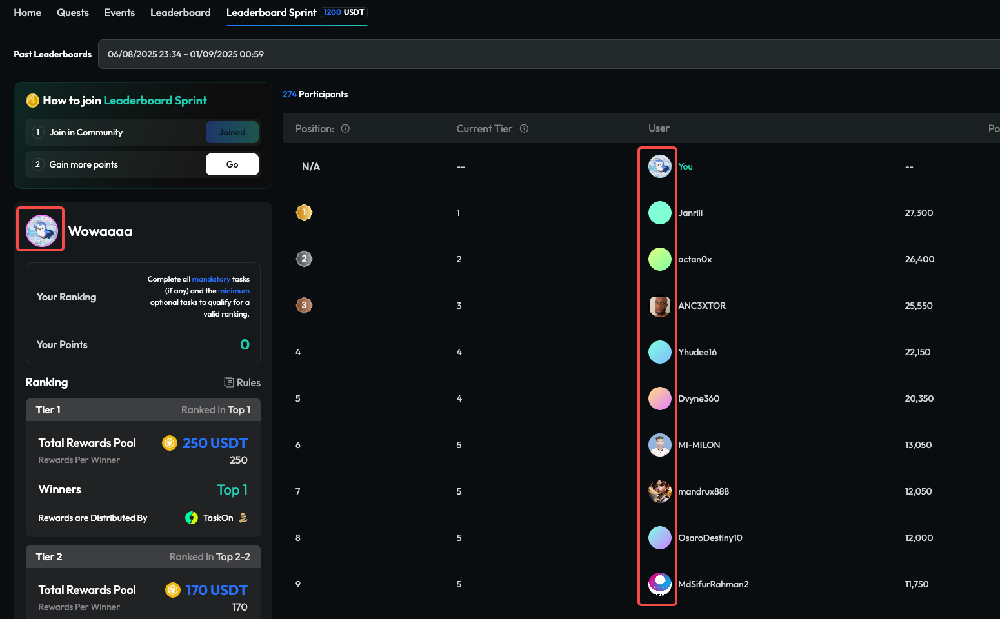 Home Quests Events Leaderboard Leaderboard Sprint 1200 USDT
Past Leaderboards 06/08/2025 23:34 ~ 01/09/2025 00:59
How to join Leaderboard Sprint
1 Join in Community Joined
2 Gain more points Go
Wowaaaa
Your Ranking
Complete all mandatory tasks
(if any) and the minimum
optional tasks to qualify for a
valid ranking.
Your Points 0
Ranking Rules
Tier 1 Ranked in Top 1
Total Rewards Pool 250 USDT
Rewards Per Winner 250
Winners Top 1
Rewards are Distributed By TaskOn
Tier 2 Ranked in Top 2-2
Total Rewards Pool 170 USDT
Rewards Per Winner 170
274 Participants
Position: Current Tier User Po
N/A -- You --
1 1 Janriii 27,300
2 2 actan0x 26,400
3 3 ANC3XTOR 25,550
4 4 Yhudee16 22,150
5 4 Dvyne360 20,350
6 5 MI-MILON 13,050
7 5 mandrux888 12,050
8 5 OsaroDestiny10 12,000
9 5 MdSifurRahman2 11,750